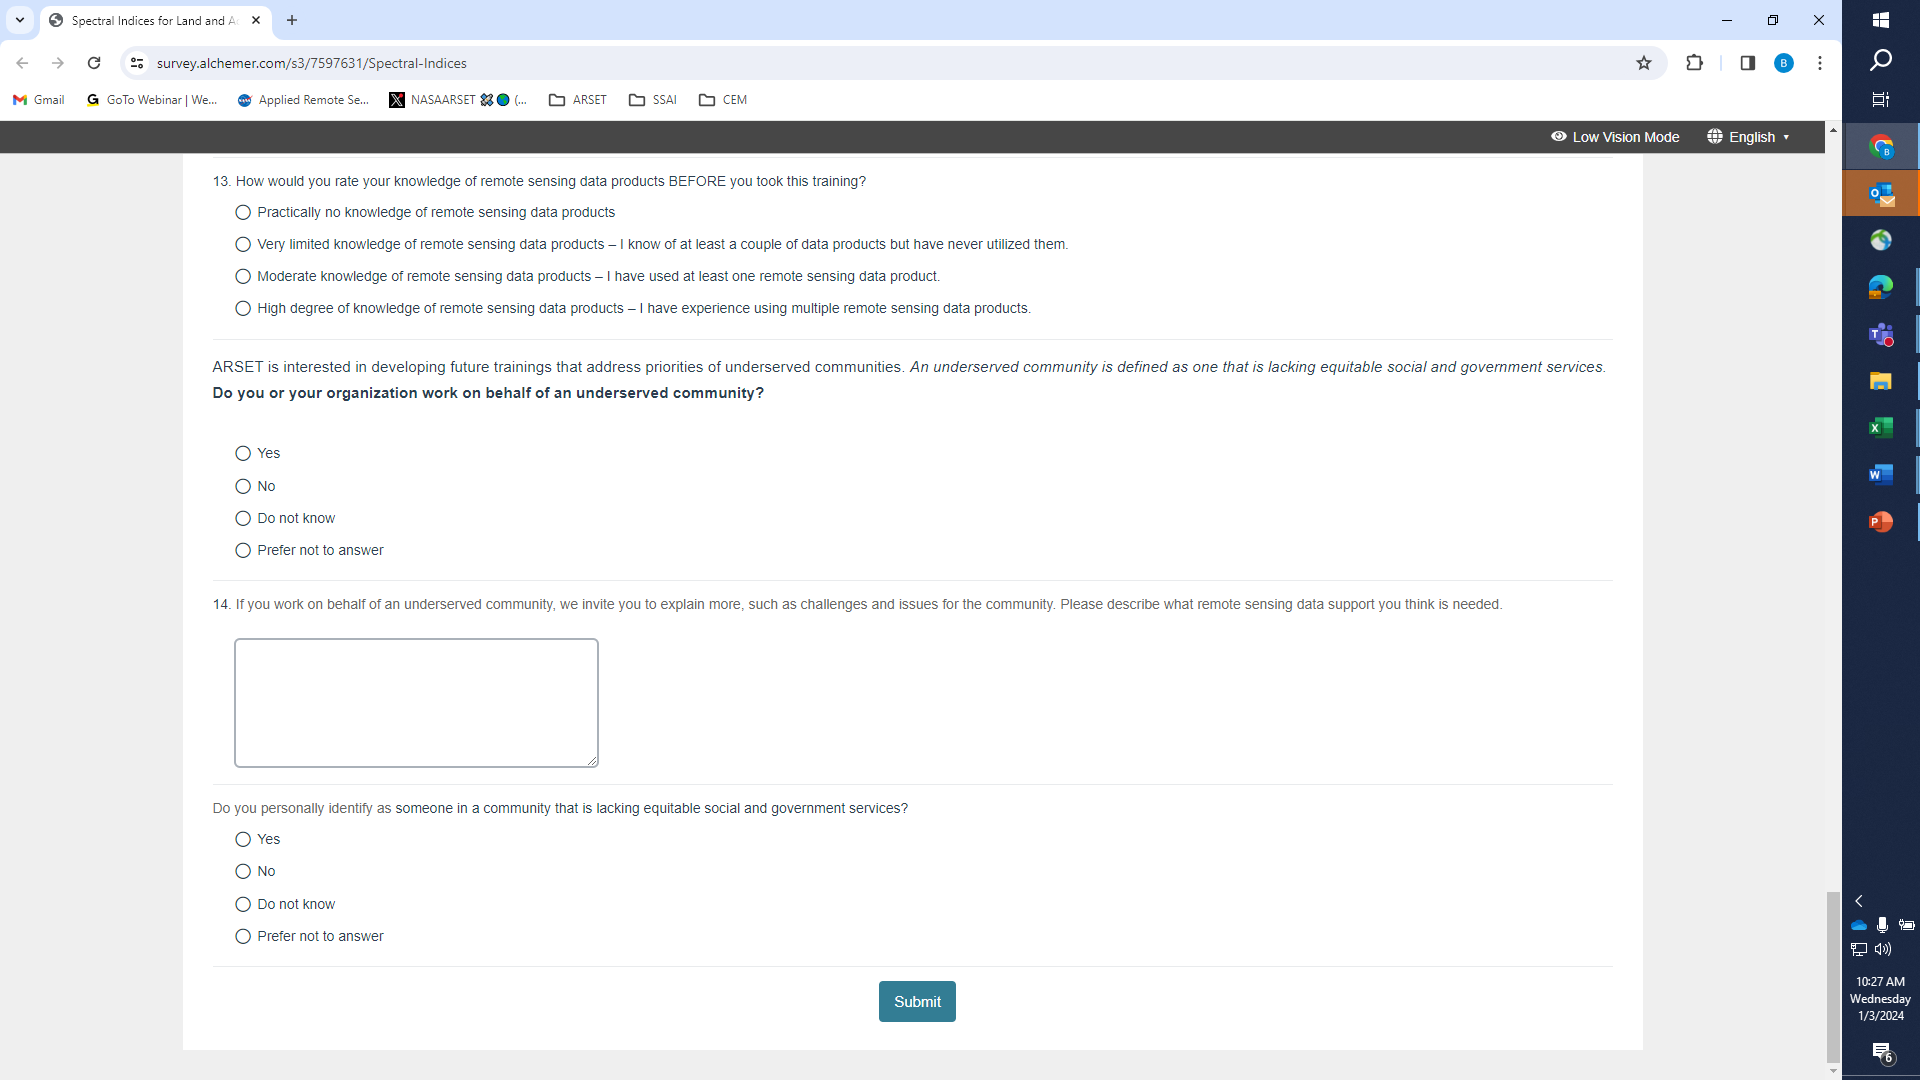 Spectral Indices for Land and A
survey.alchemer.com/s3/7597631/Spectral-Indices
B
Gmail
GoTo Webinar | We...
Applied Remote Se...
NASAARSET (...
ARSET
SSAI
CEM
Low Vision Mode
English
13. How would you rate your knowledge of remote sensing data products BEFORE you took this training?
Practically no knowledge of remote sensing data products
Very limited knowledge of remote sensing data products – I know of at least a couple of data products but have never utilized them.
Moderate knowledge of remote sensing data products – I have used at least one remote sensing data product.
High degree of knowledge of remote sensing data products – I have experience using multiple remote sensing data products.
ARSET is interested in developing future trainings that address priorities of underserved communities. An underserved community is defined as one that is lacking equitable social and government services.
Do you or your organization work on behalf of an underserved community?
Yes
No
Do not know
Prefer not to answer
14. If you work on behalf of an underserved community, we invite you to explain more, such as challenges and issues for the community. Please describe what remote sensing data support you think is needed.
Do you personally identify as someone in a community that is lacking equitable social and government services?
Yes
No
Do not know
Prefer not to answer
Submit
10:27 AM
Wednesday
1/3/2024
6